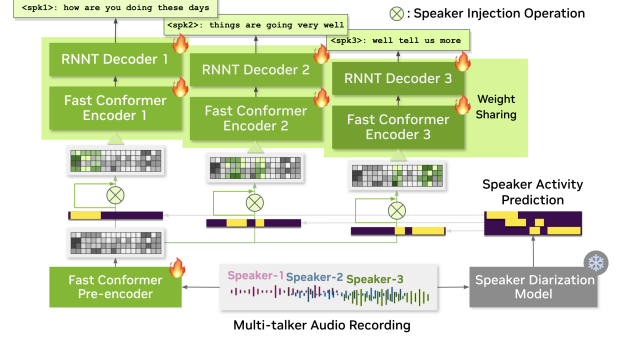 <spk1>: how are you doing these days
<spk2>: things are going very well
<spk3>: well tell us more
: Speaker Injection Operation
RNNT Decoder 1
RNNT Decoder 2
RNNT Decoder 3
Fast Conformer
Encoder 1
Fast Conformer
Encoder 2
Fast Conformer
Encoder 3
Weight
Sharing
Speaker Activity
Prediction
Fast Conformer
Pre-encoder
Speaker-1
Speaker-2
Speaker-3
Speaker Diarization
Model
Multi-talker Audio Recording